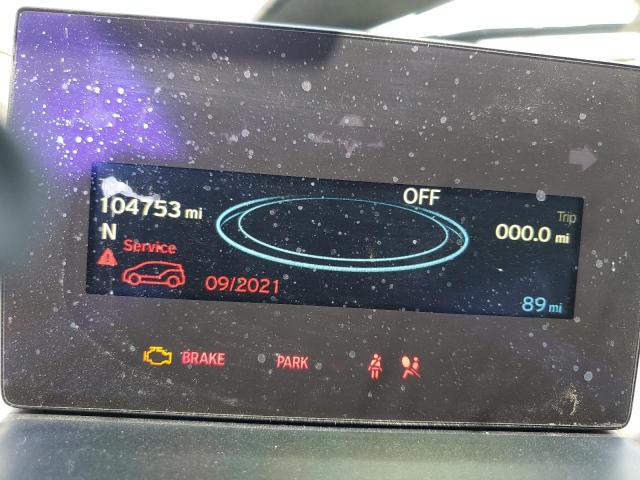 OFF
104753 mi
Trip
000.0 mi
N
Service
09/2021
89 mi
BRAKE PARK